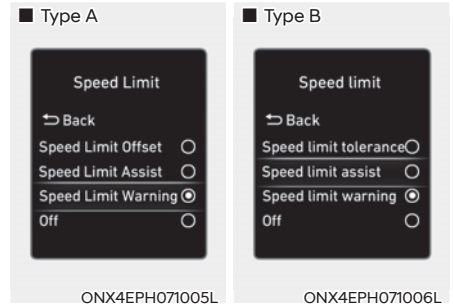 ■ Type A
Speed Limit
Back
Speed Limit Offset
Speed Limit Assist
Speed Limit Warning
Off
ONX4EPH071005L
■ Type B
Speed limit
Back
Speed limit tolerance
Speed limit assist
Speed limit warning
Off
ONX4EPH071006L